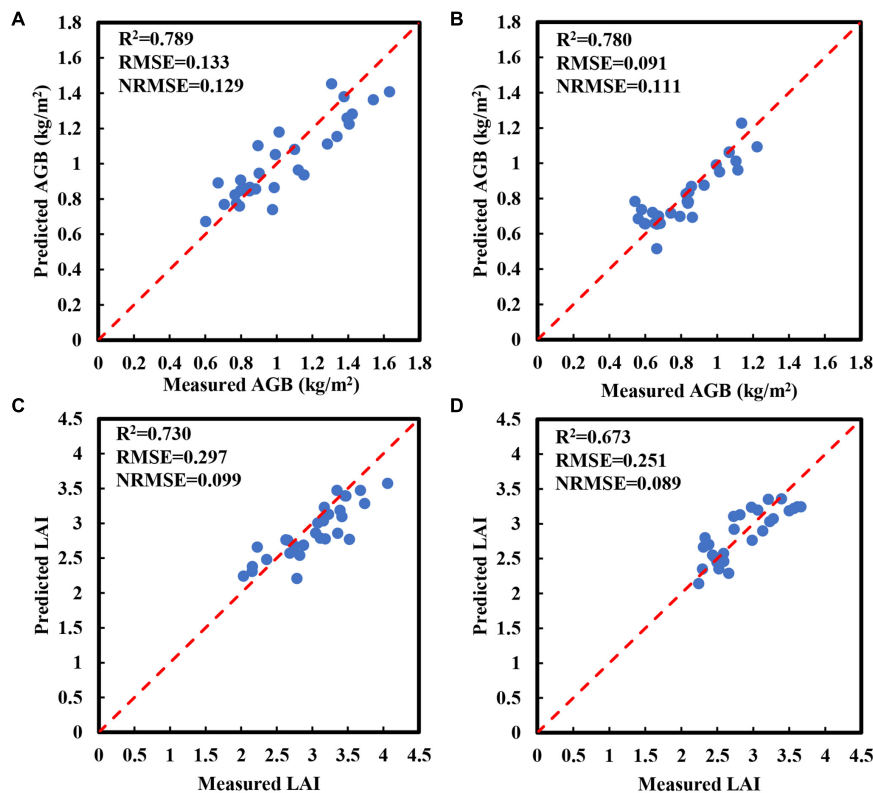 A
R²=0.789
RMSE=0.133
NRMSE=0.129
Predicted AGB (kg/m²)
1.8
1.6
1.4
1.2
1
0.8
0.6
0.4
0.2
0
0 0.2 0.4 0.6 0.8 1 1.2 1.4 1.6 1.8
Measured AGB (kg/m²)
B
R²=0.780
RMSE=0.091
NRMSE=0.111
Predicted AGB (kg/m²)
1.8
1.6
1.4
1.2
1
0.8
0.6
0.4
0.2
0
0 0.2 0.4 0.6 0.8 1 1.2 1.4 1.6 1.8
Measured AGB (kg/m²)
C
R²=0.730
RMSE=0.297
NRMSE=0.099
Predicted LAI
4.5
4
3.5
3
2.5
2
1.5
1
0.5
0
0 0.5 1 1.5 2 2.5 3 3.5 4 4.5
Measured LAI
D
R²=0.673
RMSE=0.251
NRMSE=0.089
Predicted LAI
4.5
4
3.5
3
2.5
2
1.5
1
0.5
0
0 0.5 1 1.5 2 2.5 3 3.5 4 4.5
Measured LAI